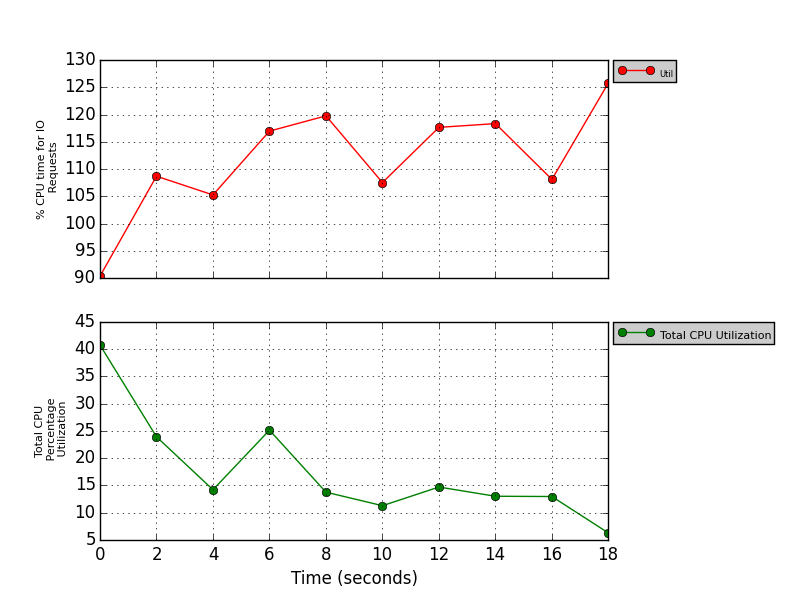 130
125
120
115
110
105
100
95
90
% CPU time for IO
Requests
Util
45
40
35
30
25
20
15
10
5
Total CPU
Percentage
Utilization
Total CPU Utilization
0 2 4 6 8 10 12 14 16 18
Time (seconds)